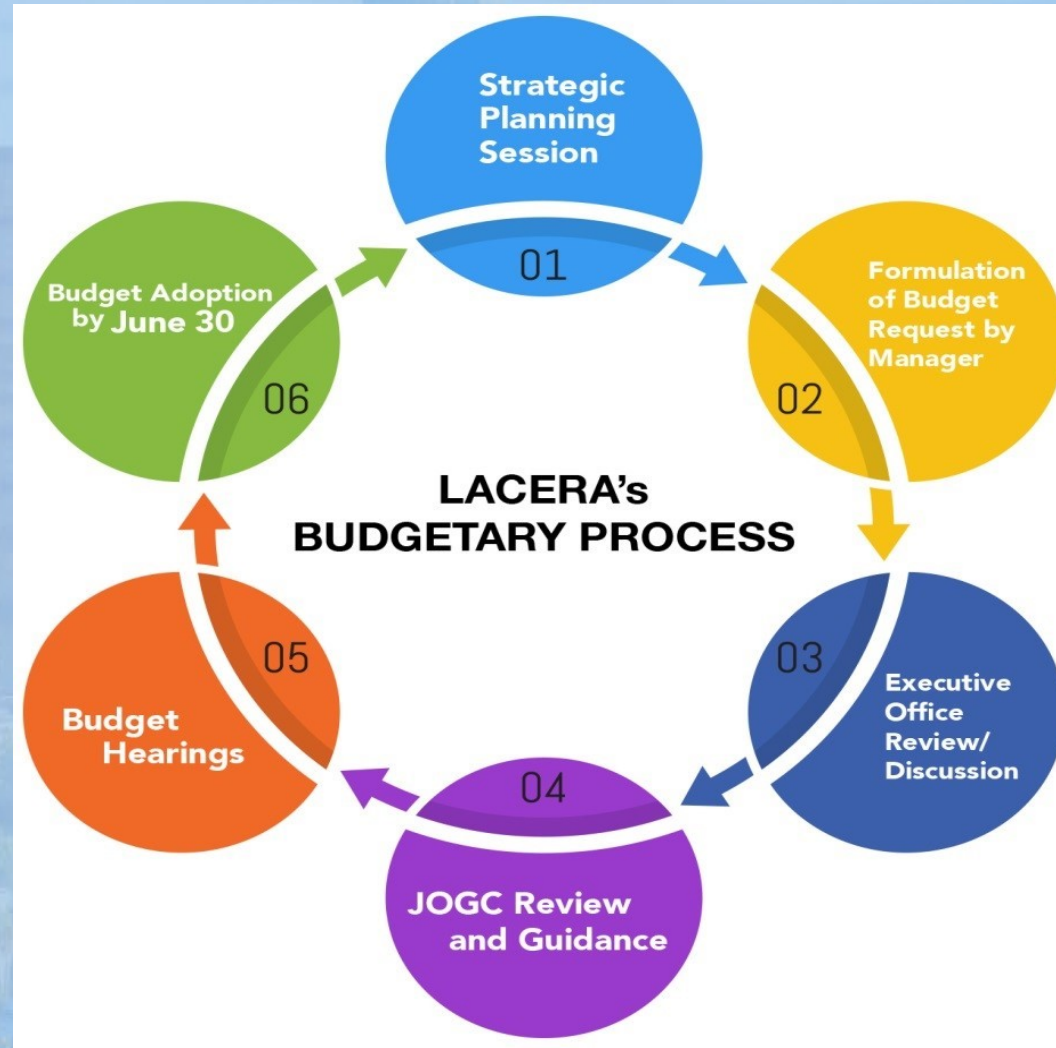 Strategic
Planning
Session
01
Formulation
of Budget
Request by
Manager
02
Executive
Office
Review/
Discussion
03
JOGC Review
and Guidance
04
Budget
Hearings
05
Budget Adoption
by June 30
06
LACERA's
BUDGETARY PROCESS